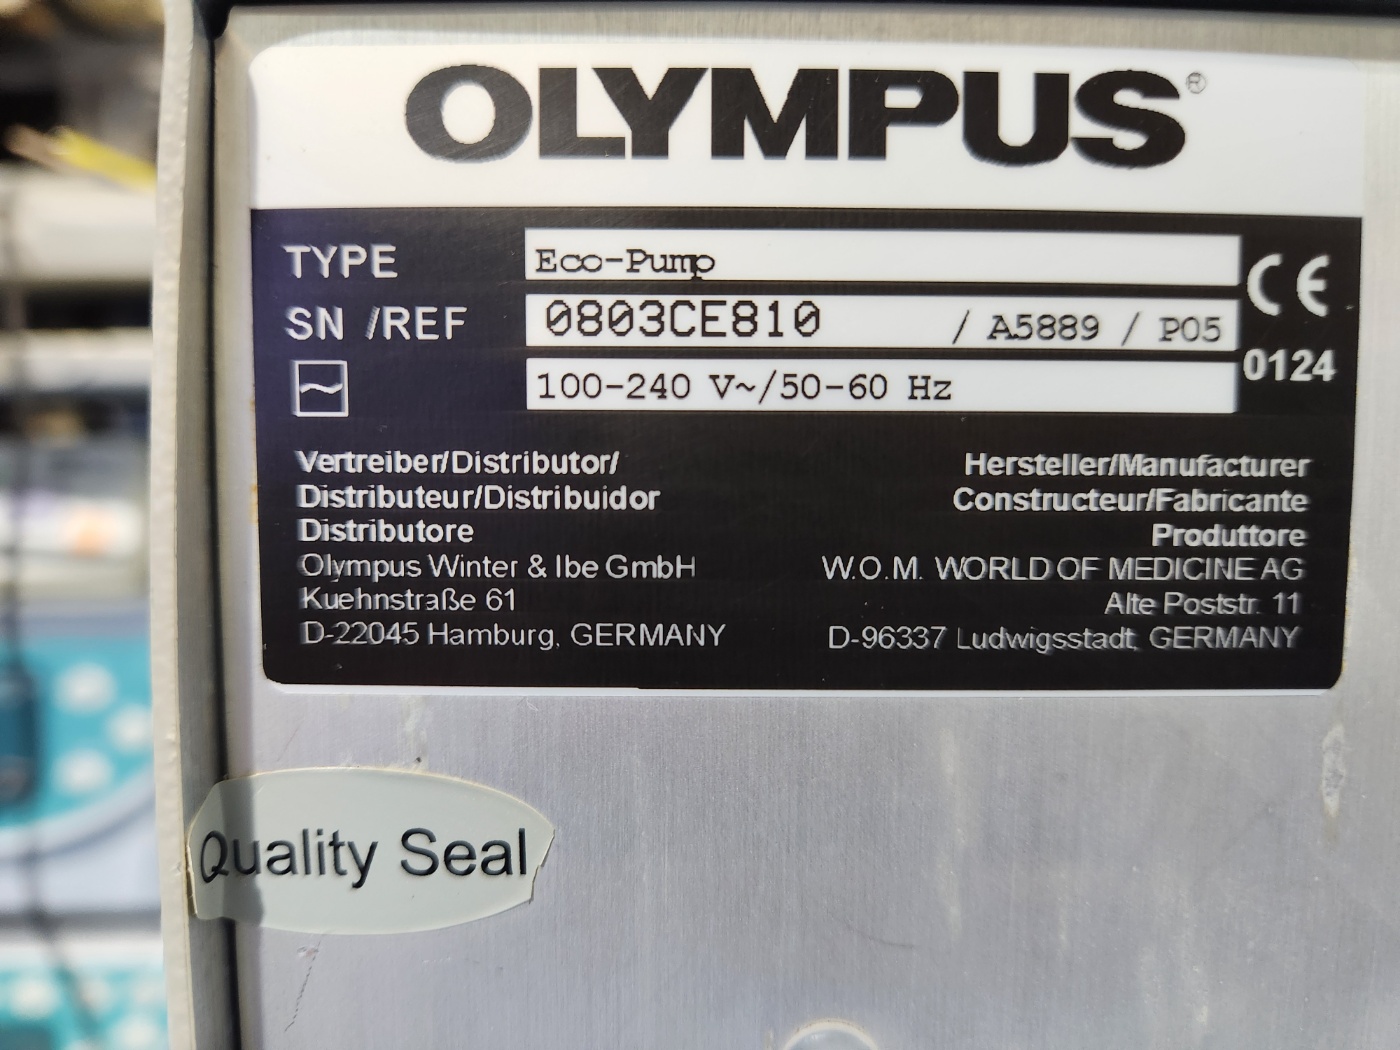 OLYMPUS®
TYPE Eco-Pump
SN /REF 0803CE810 / A5889 / P05
100-240 V~/50-60 Hz
CE
0124
Vertreiber/Distributor/
Distributeur/Distribuidor
Distributore
Olympus Winter & Ibe GmbH
Kuehnstraße 61
D-22045 Hamburg, GERMANY
Hersteller/Manufacturer
Constructeur/Fabricante
Produttore
W.O.M. WORLD OF MEDICINE AG
Alte Poststr. 11
D-96337 Ludwigsstadt, GERMANY
Quality Seal